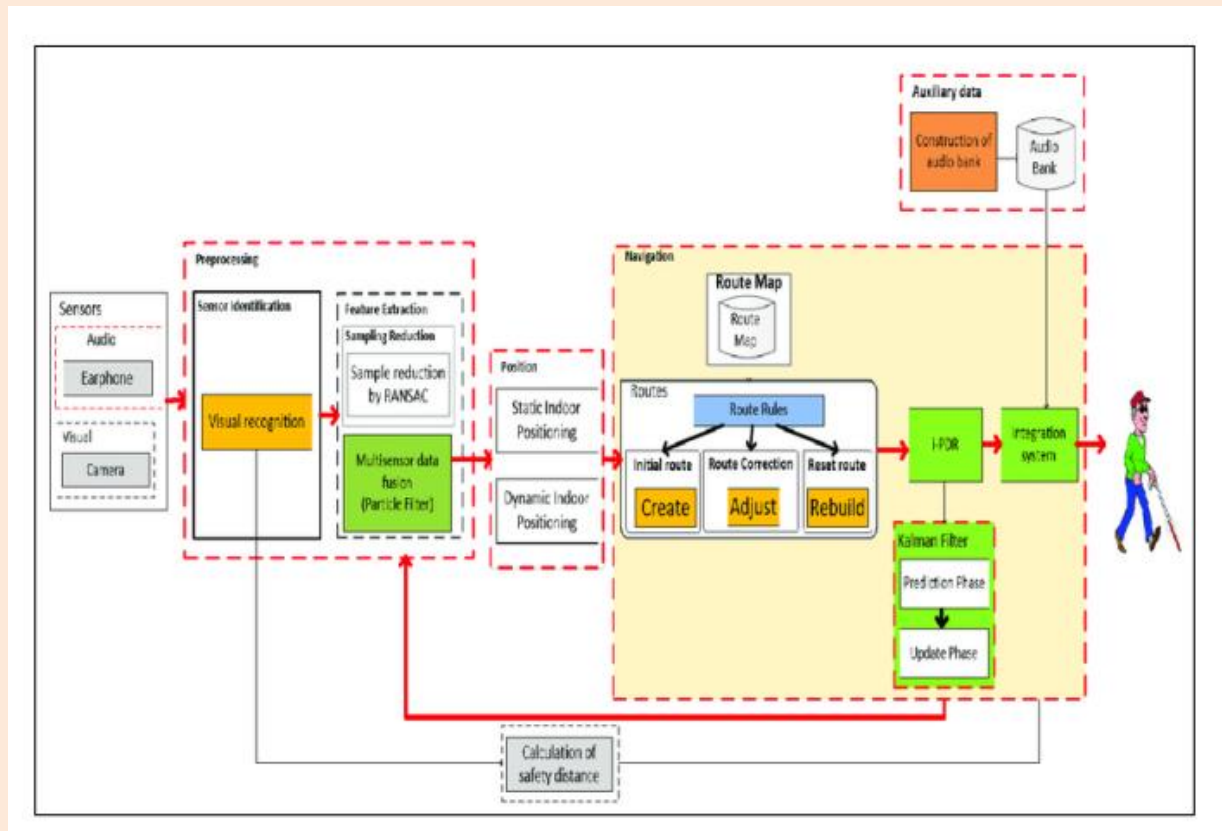 Auxiliary data
Construction of
audio bank
Audio
Bank
Preprocessing
Navigation
Sensors
Audio
Earphone
Visual
Camera
Sensor Identification
Visual recognition
Feature Extraction
Sampling Reduction
Sample reduction
by RANSAC
Multisensor data
fusion
(Particle Filter)
Position
Static Indoor
Positioning
Dynamic Indoor
Positioning
Route Map
Route
Map
Routes
Route Rules
Initial route
Create
Route Correction
Adjust
Reset route
Rebuild
I-PDR
Integration
system
Kalman Filter
Prediction Phase
Update Phase
Calculation of
safety distance